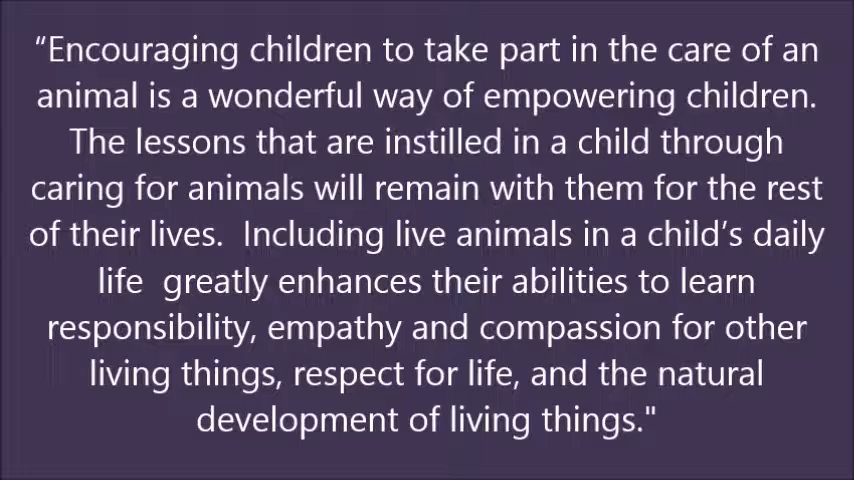 “Encouraging children to take part in the care of an
animal is a wonderful way of empowering children.
The lessons that are instilled in a child through
caring for animals will remain with them for the rest
of their lives.  Including live animals in a child’s daily
life  greatly enhances their abilities to learn
responsibility, empathy and compassion for other
living things, respect for life, and the natural
development of living things."